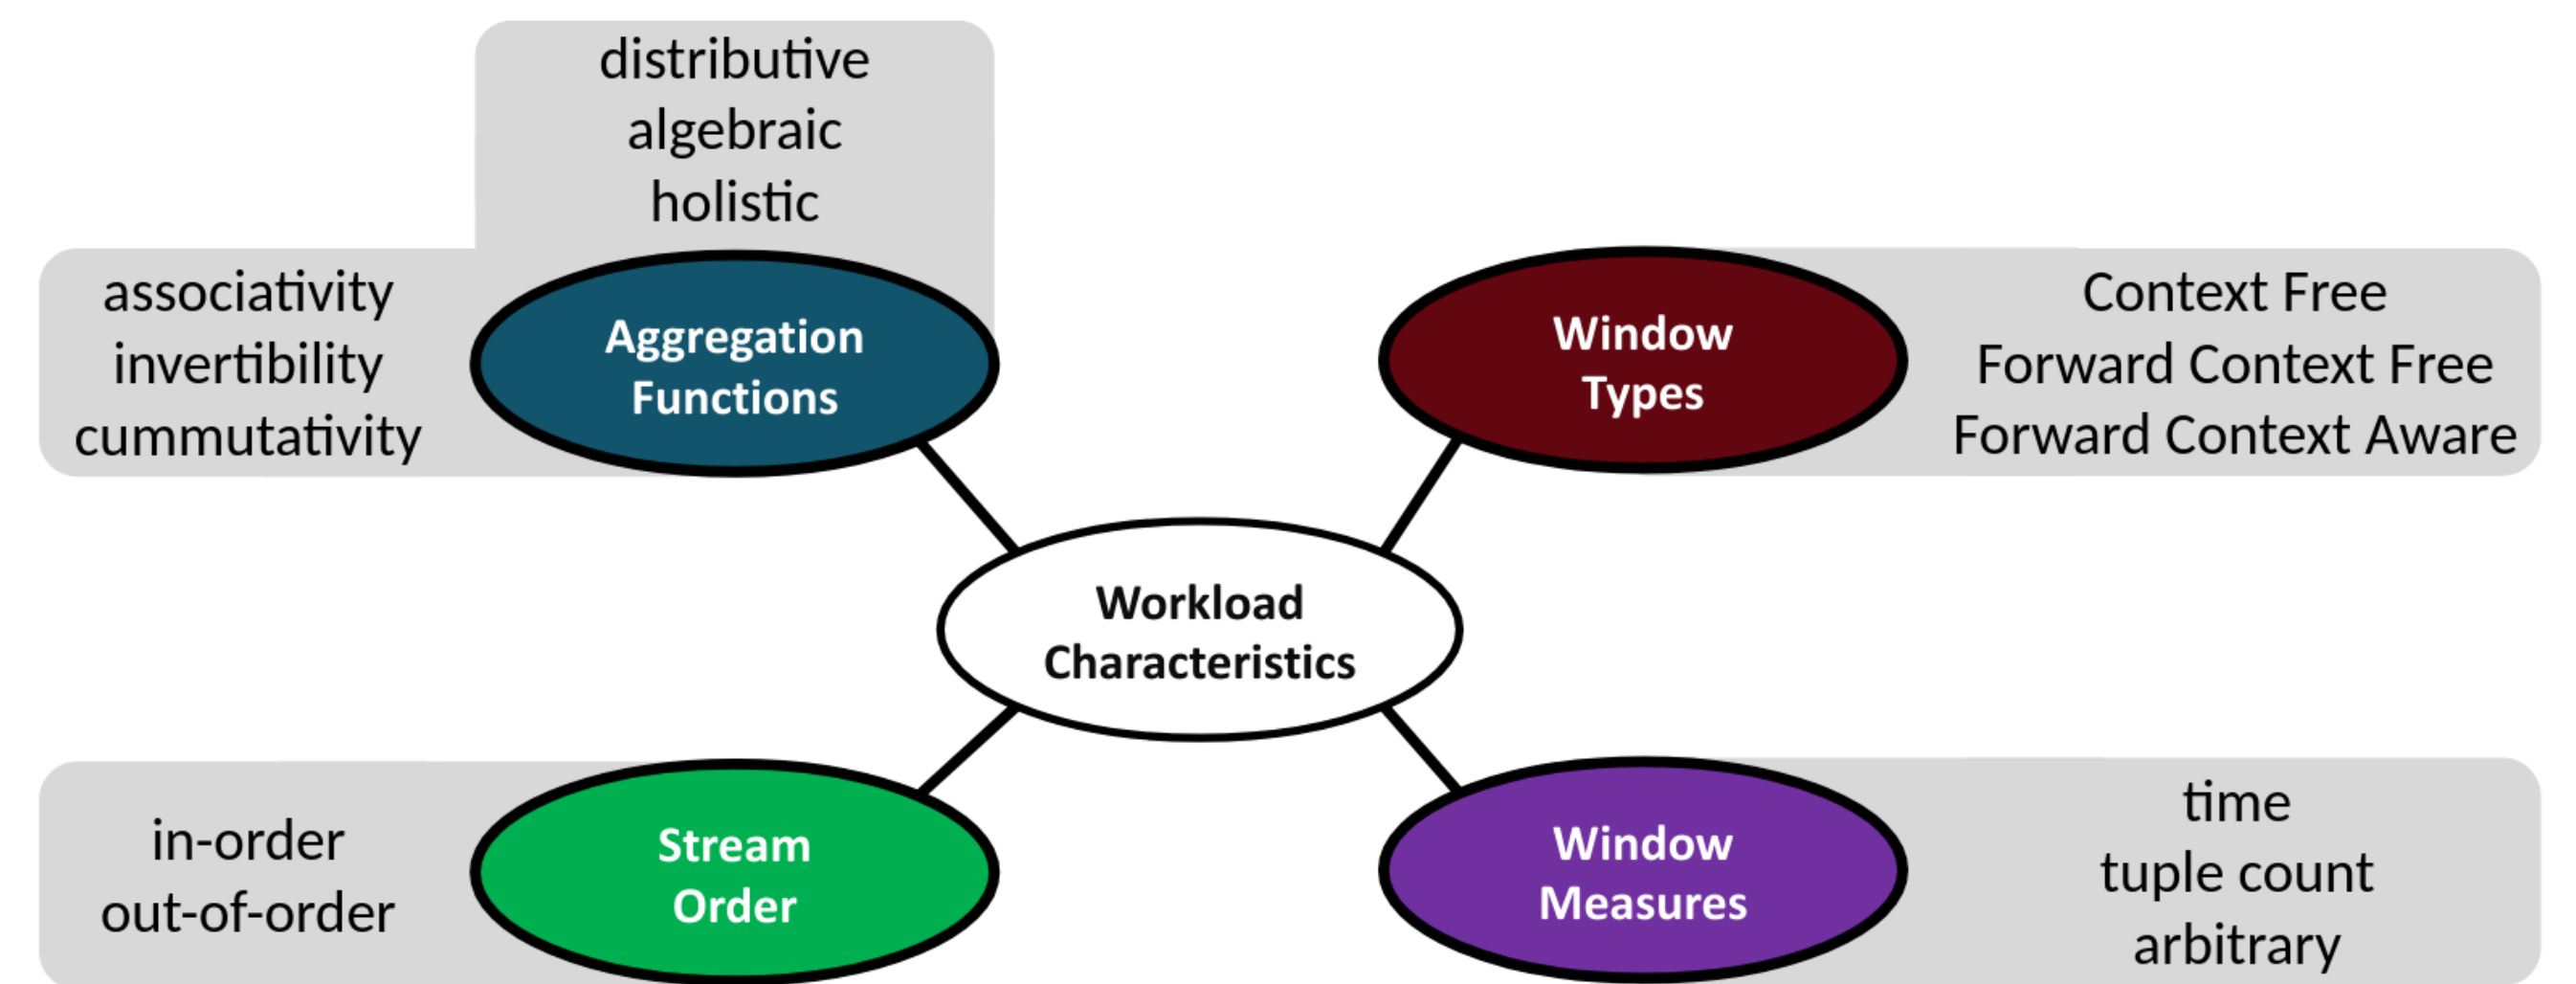 distributive
algebraic
holistic
associativity
invertibility
cummutativity
Aggregation
Functions
Window
Types
Context Free
Forward Context Free
Forward Context Aware
Workload
Characteristics
in-order
out-of-order
Stream
Order
Window
Measures
time
tuple count
arbitrary